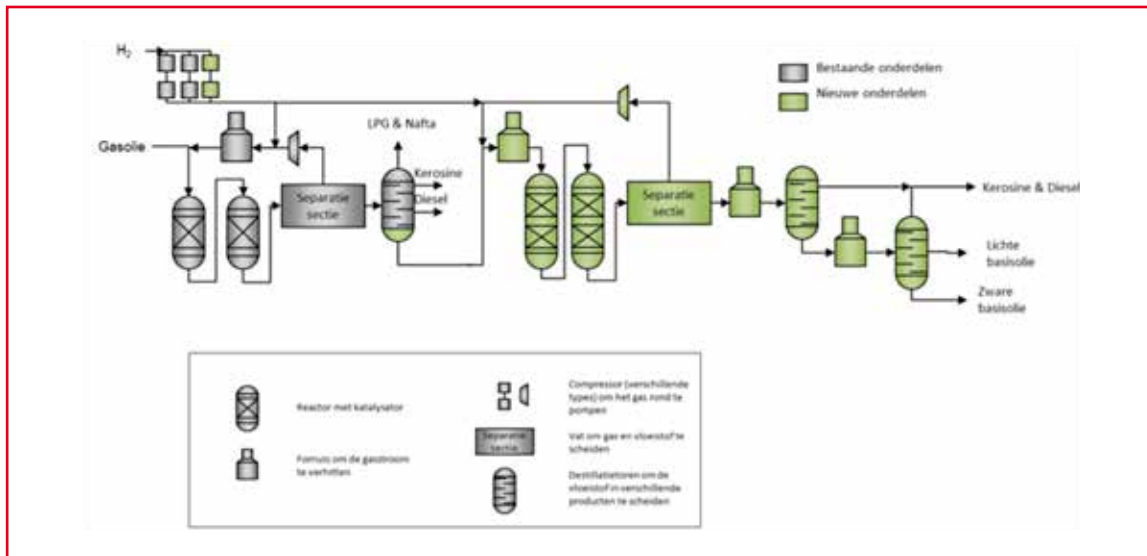 H₂
Bestaande onderdelen
Nieuwe onderdelen
LPG & Nafta
Gasolie
Kerosine
Diesel
Separatie
sectie
Separatie
sectie
Kerosine & Diesel
Lichte
basisolie
Zware
basisolie
Reactor met katalysator
Fornuis om de gasstroom
te verhitten
Compressor (verschillende
types) om het gas rond te
pompen
Separatie
sectie
Vat om gas en vloeistof te
scheiden
Destillatietoren om de
vloeistof in verschillende
producten te scheiden